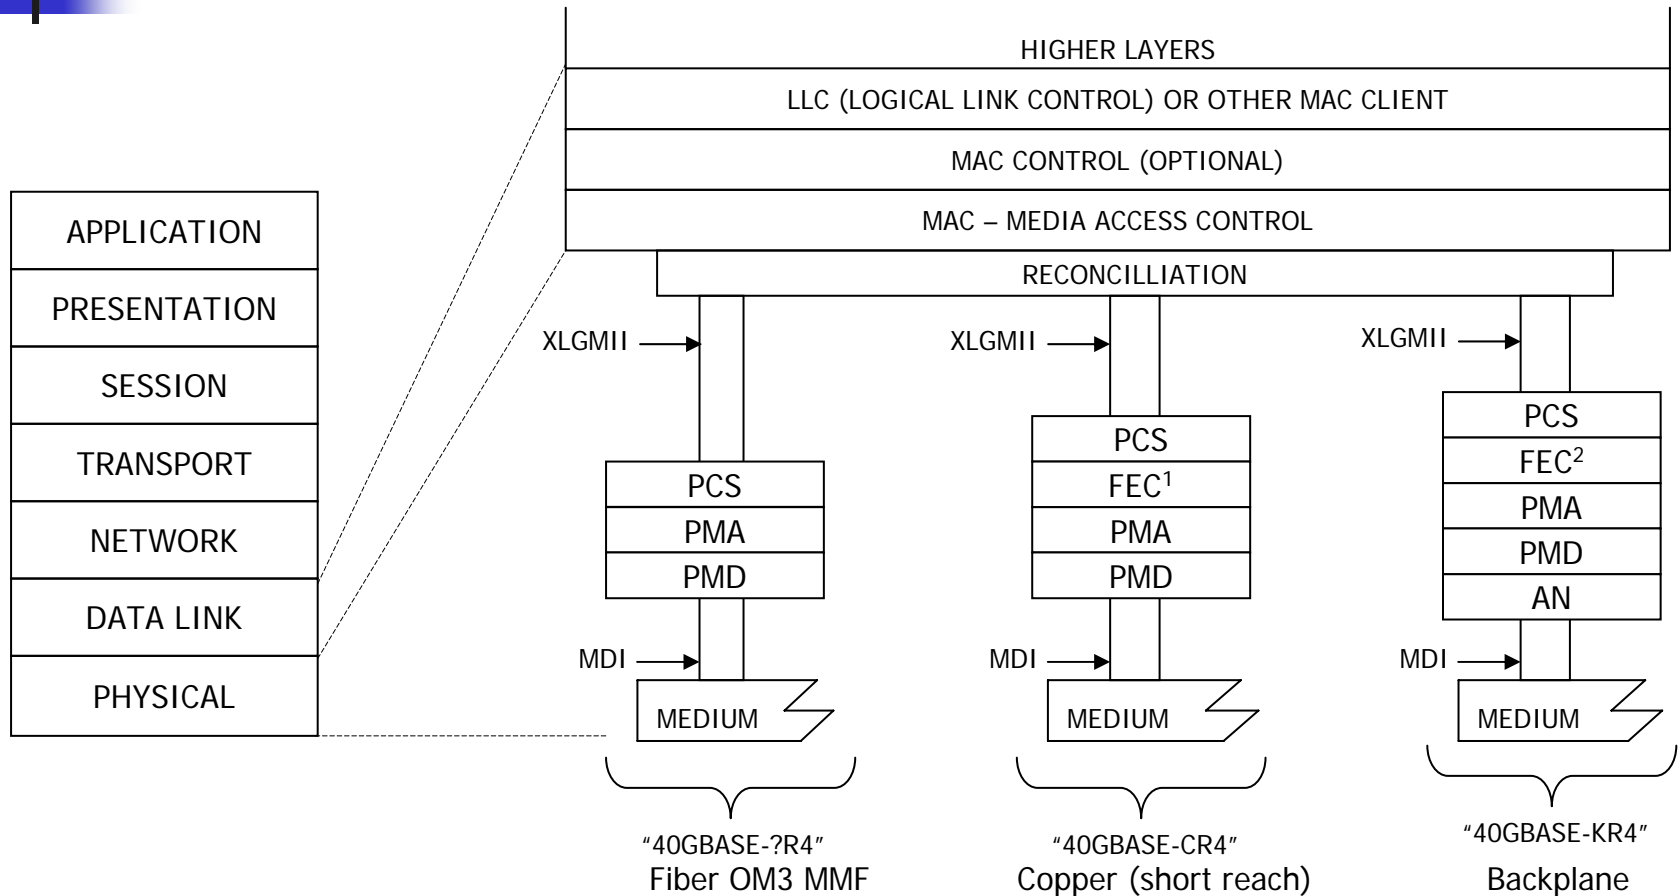 HIGHER LAYERS
LLC (LOGICAL LINK CONTROL) OR OTHER MAC CLIENT
MAC CONTROL (OPTIONAL)
MAC – MEDIA ACCESS CONTROL
RECONCILLIATION
APPLICATION
PRESENTATION
SESSION
TRANSPORT
NETWORK
DATA LINK
PHYSICAL
XLGMII
PCS
PMA
PMD
MDI
MEDIUM
"40GBASE-?R4"
Fiber OM3 MMF
XLGMII
PCS
FEC¹
PMA
PMD
MDI
MEDIUM
"40GBASE-CR4"
Copper (short reach)
XLGMII
PCS
FEC²
PMA
PMD
AN
MDI
MEDIUM
"40GBASE-KR4"
Backplane